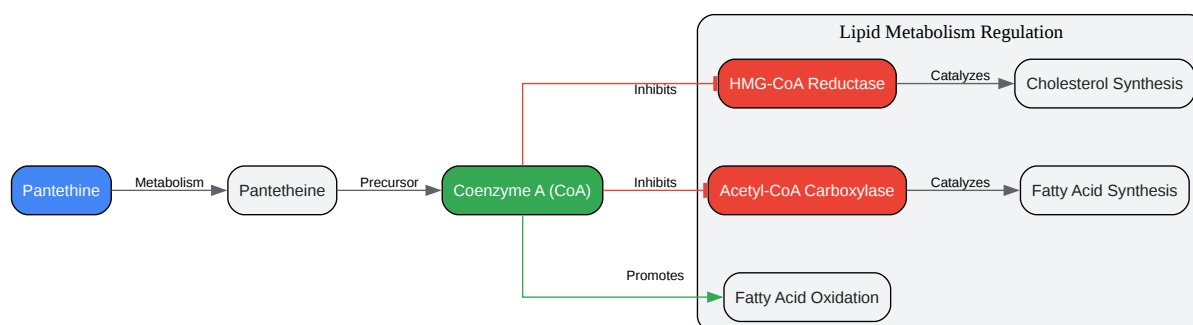 Lipid Metabolism Regulation
HMG-CoA Reductase
Catalyzes
Cholesterol Synthesis
Inhibits
Pantethine
Metabolism
Pantetheine
Precursor
Coenzyme A (CoA)
Inhibits
Acetyl-CoA Carboxylase
Catalyzes
Fatty Acid Synthesis
Promotes
Fatty Acid Oxidation